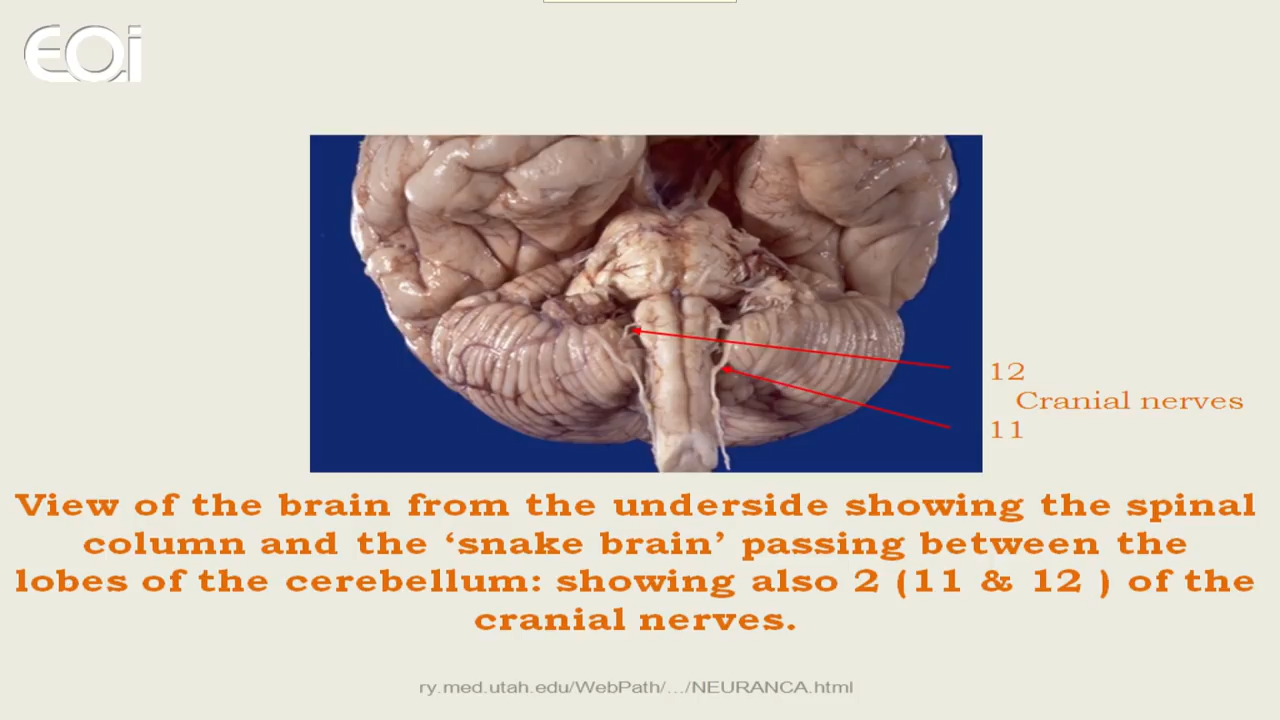 EQi
12
Cranial nerves
11
View of the brain from the underside showing the spinal
column and the ‘snake brain’ passing between the
lobes of the cerebellum: showing also 2 (11 & 12 ) of the
cranial nerves.
ry.med.utah.edu/WebPath/.../NEURANCA.html